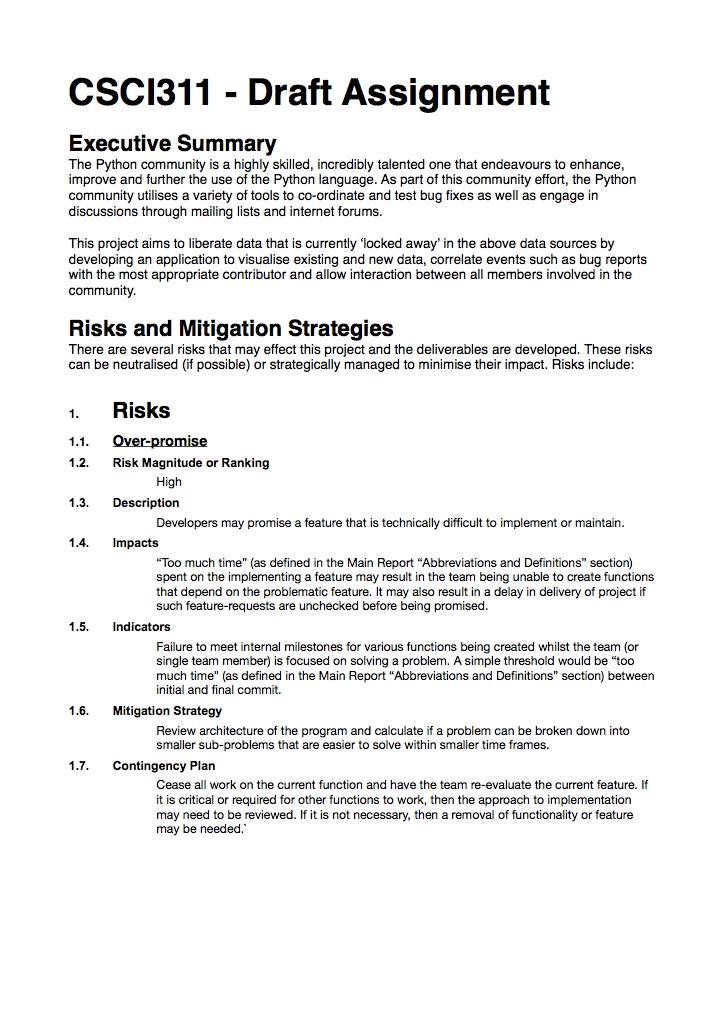 CSCI311 - Draft Assignment
Executive Summary
The Python community is a highly skilled, incredibly talented one that endeavours to enhance,
improve and further the use of the Python language. As part of this community effort, the Python
community utilises a variety of tools to co-ordinate and test bug fixes as well as engage in
discussions through mailing lists and internet forums.
This project aims to liberate data that is currently ‘locked away’ in the above data sources by
developing an application to visualise existing and new data, correlate events such as bug reports
with the most appropriate contributor and allow interaction between all members involved in the
community.
Risks and Mitigation Strategies
There are several risks that may effect this project and the deliverables are developed. These risks
can be neutralised (if possible) or strategically managed to minimise their impact. Risks include:
1. Risks
1.1. Over-promise
1.2. Risk Magnitude or Ranking
High
1.3. Description
Developers may promise a feature that is technically difficult to implement or maintain.
1.4. Impacts
“Too much time” (as defined in the Main Report “Abbreviations and Definitions” section)
spent on the implementing a feature may result in the team being unable to create functions
that depend on the problematic feature. It may also result in a delay in delivery of project if
such feature-requests are unchecked before being promised.
1.5. Indicators
Failure to meet internal milestones for various functions being created whilst the team (or
single team member) is focused on solving a problem. A simple threshold would be “too
much time” (as defined in the Main Report “Abbreviations and Definitions” section) between
initial and final commit.
1.6. Mitigation Strategy
Review architecture of the program and calculate if a problem can be broken down into
smaller sub-problems that are easier to solve within smaller time frames.
1.7. Contingency Plan
Cease all work on the current function and have the team re-evaluate the current feature. If
it is critical or required for other functions to work, then the approach to implementation
may need to be reviewed. If it is not necessary, then a removal of functionality or feature
may be needed.`